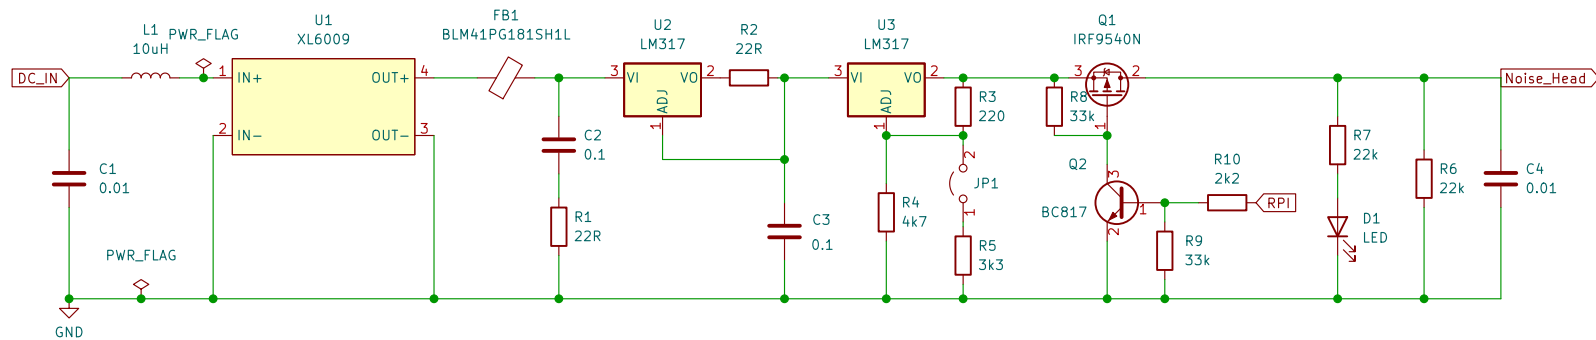 DC_IN
L1
10uH
PWR_FLAG
U1
XL6009
1
IN+
OUT+
4
2
IN-
OUT-
3
C1
0.01
PWR_FLAG
GND
FB1
BLM41PG181SH1L
C2
0.1
R1
22R
U2
LM317
3
VI
VO
2
ADJ
1
R2
22R
C3
0.1
U3
LM317
3
VI
VO
2
ADJ
1
R3
220
R4
4k7
2
JP1
1
R5
3k3
Q1
IRF9540N
3
2
1
R8
33k
Q2
BC817
3
1
2
R10
2k2
RPI
R9
33k
R7
22k
D1
LED
R6
22k
C4
0.01
Noise_Head